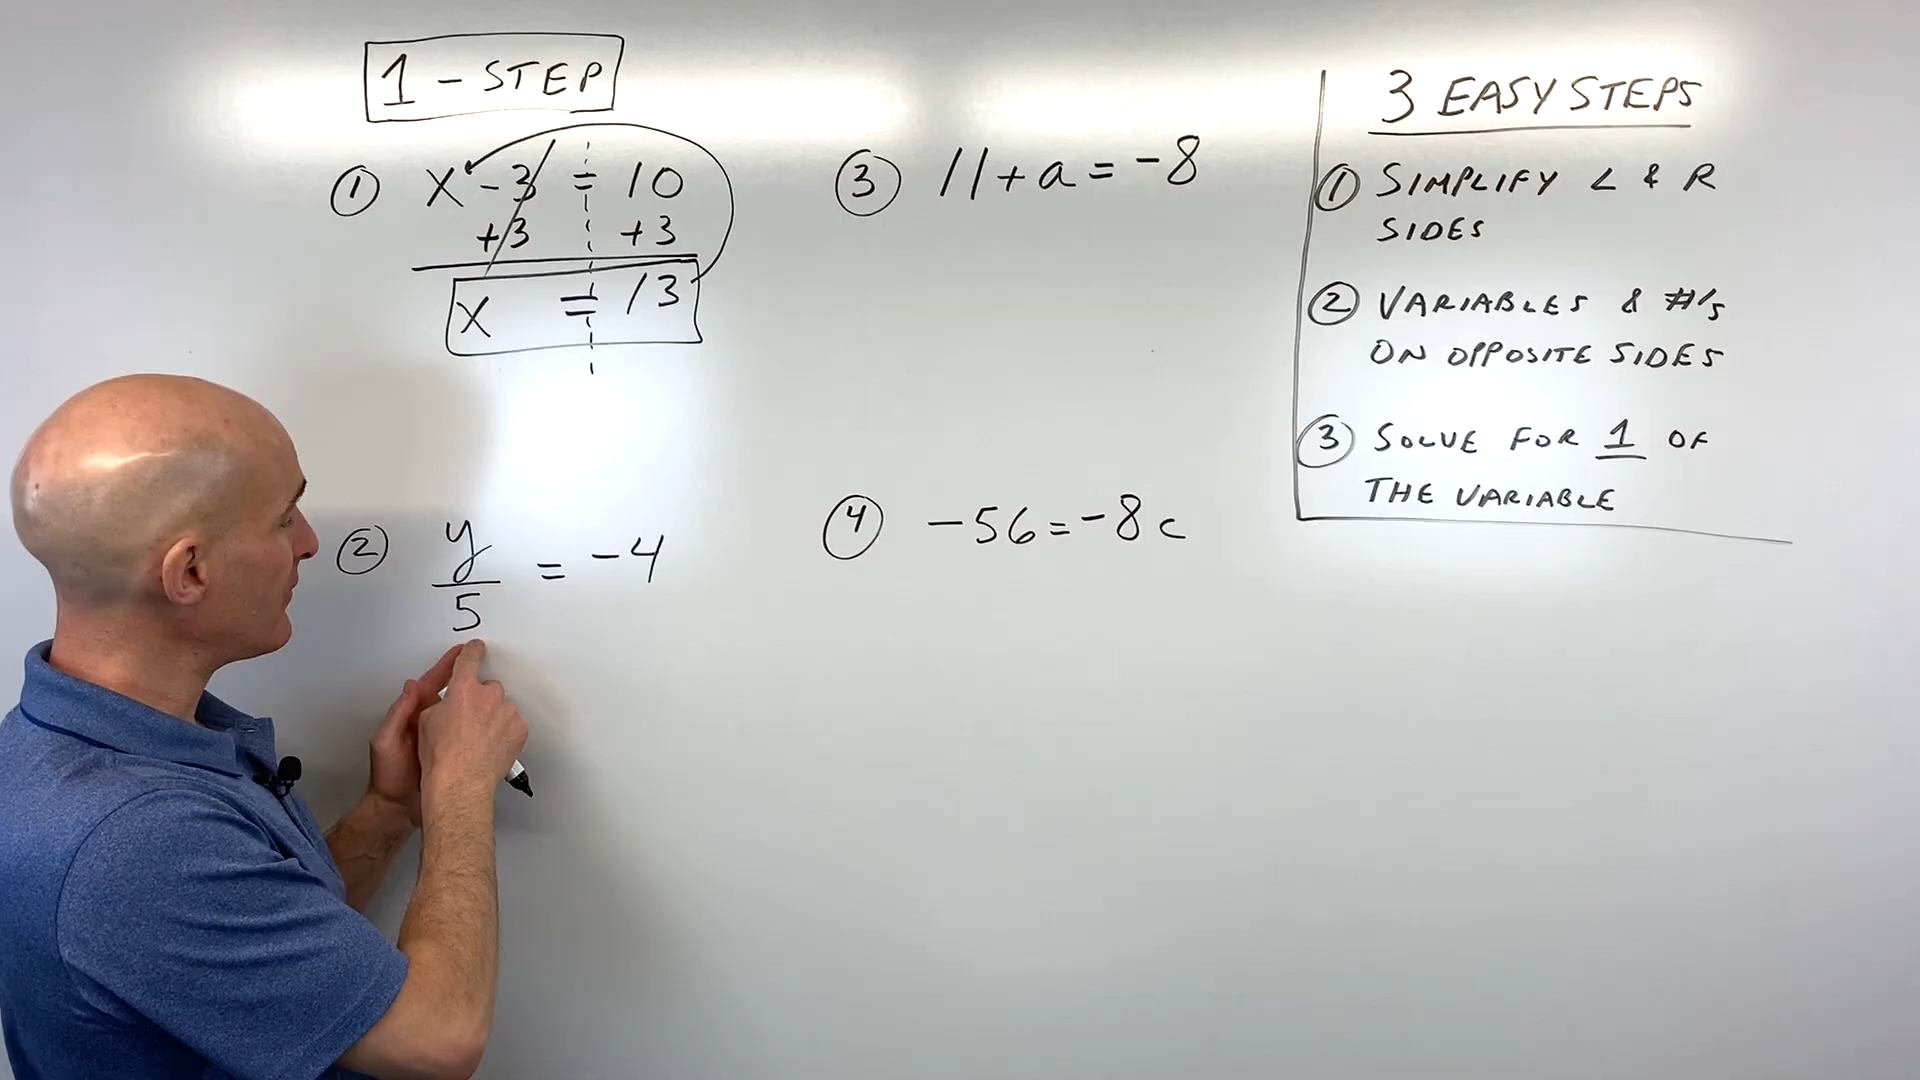 1 - STEP
① x - 3 = 10
+3 +3
x = 13
② y
5
= -4
③ 11 + a = -8
④ -56 = -8c
3 EASY STEPS
① SIMPLIFY L & R
SIDES
② VARIABLES & #'s
ON OPPOSITE SIDES
③ SOLVE FOR 1 OF
THE VARIABLE